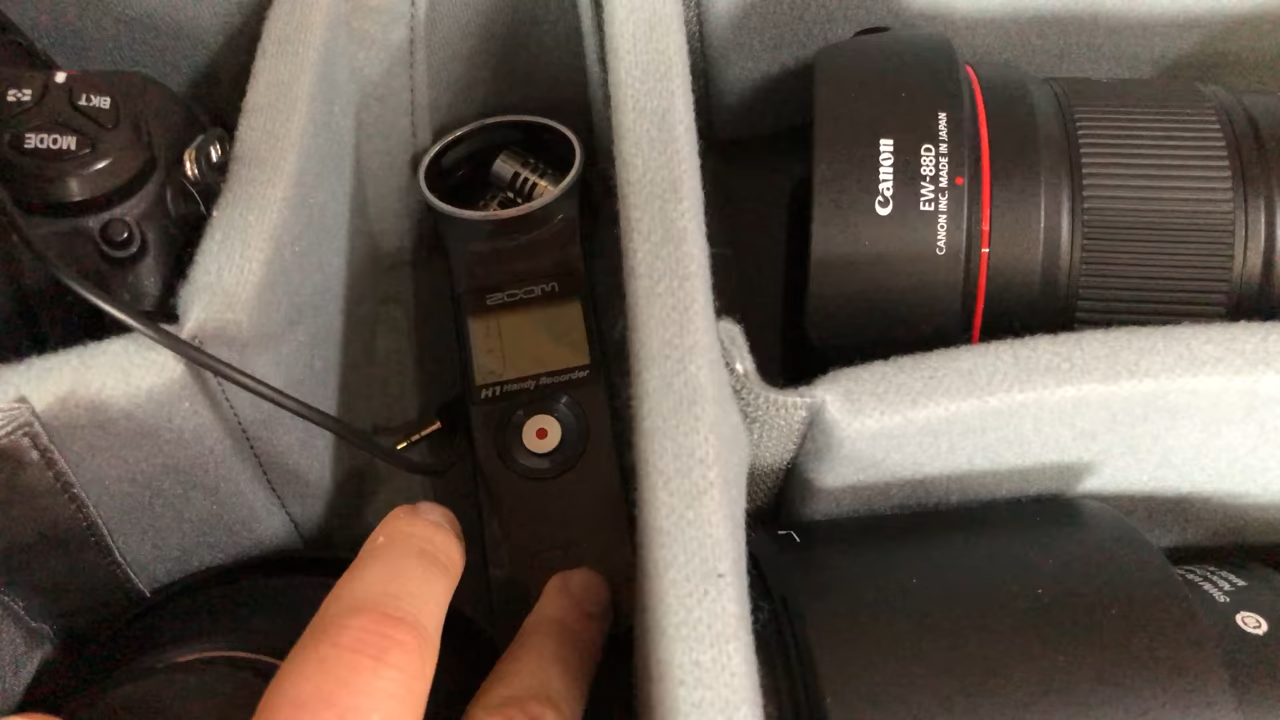 BKT
MODE
ZOOM
H1 Handy Recorder
Canon
EW-88D
CANON INC. MADE IN JAPAN